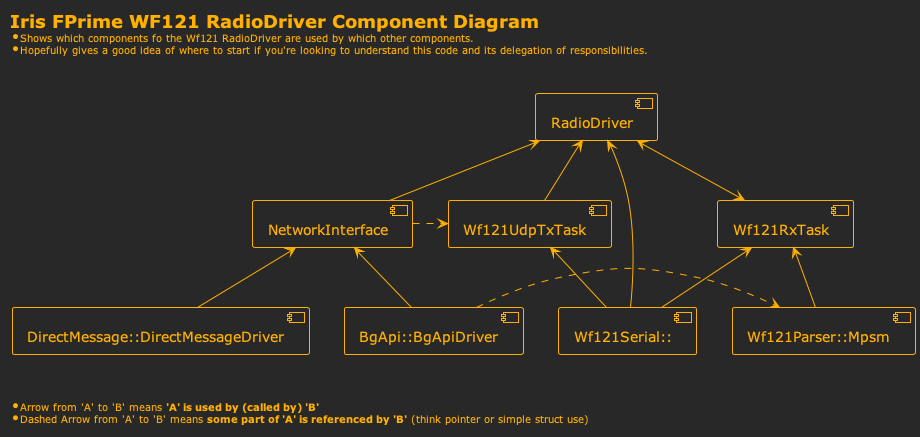 Iris FPrime WF121 RadioDriver Component Diagram
•Shows which components fo the Wf121 RadioDriver are used by which other components.
•Hopefully gives a good idea of where to start if you're looking to understand this code and its delegation of responsibilities.
RadioDriver
NetworkInterface
Wf121UdpTxTask
Wf121RxTask
DirectMessage::DirectMessageDriver
BgApi::BgApiDriver
Wf121Serial::
Wf121Parser::Mpsm
•Arrow from 'A' to 'B' means 'A' is used by (called by) 'B'
•Dashed Arrow from 'A' to 'B' means some part of 'A' is referenced by 'B' (think pointer or simple struct use)